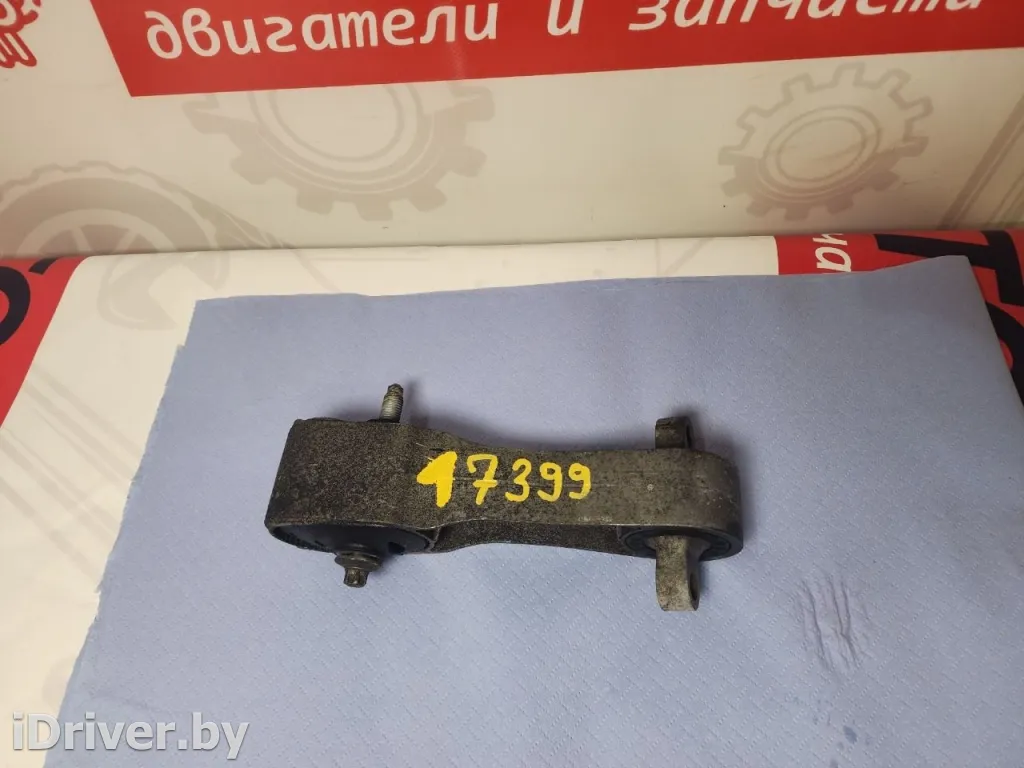 двигатели и запчасти
17399
iDriver.by